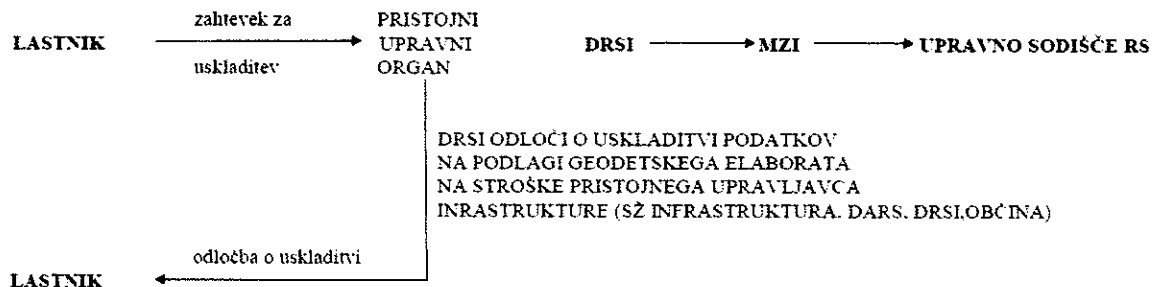 zahtevek za
PRISTOJNI
LASTNIK
UPRAVNI
DRSI
MZI
UPRAVNO SODIŠČE RS
uskladitev
ORGAN
DRSI ODLOČI O USKLADITVI PODATKOV
NA PODLAGI GEODETSKEGA ELABORATA
NA STROŠKE PRISTOJNEGA UPRAVLJAVCA
INRASTRUKTURE (SŽ INFRASTRUKTURA. DARS. DRSI,OBČINA)
odločba o uskladitvi
LASTNIK